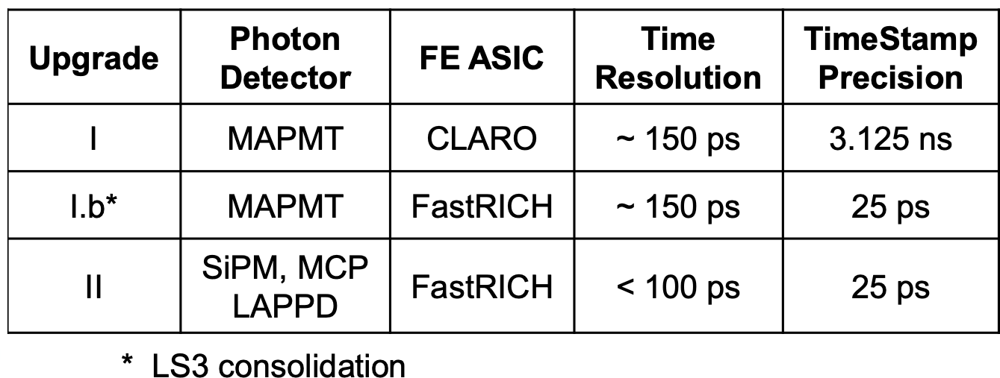 Upgrade Photon Detector FE ASIC Time Resolution TimeStamp Precision
I MAPMT CLARO ~ 150 ps 3.125 ns
I.b* MAPMT FastRICH ~ 150 ps 25 ps
II SiPM, MCP LAPPD FastRICH < 100 ps 25 ps
* LS3 consolidation